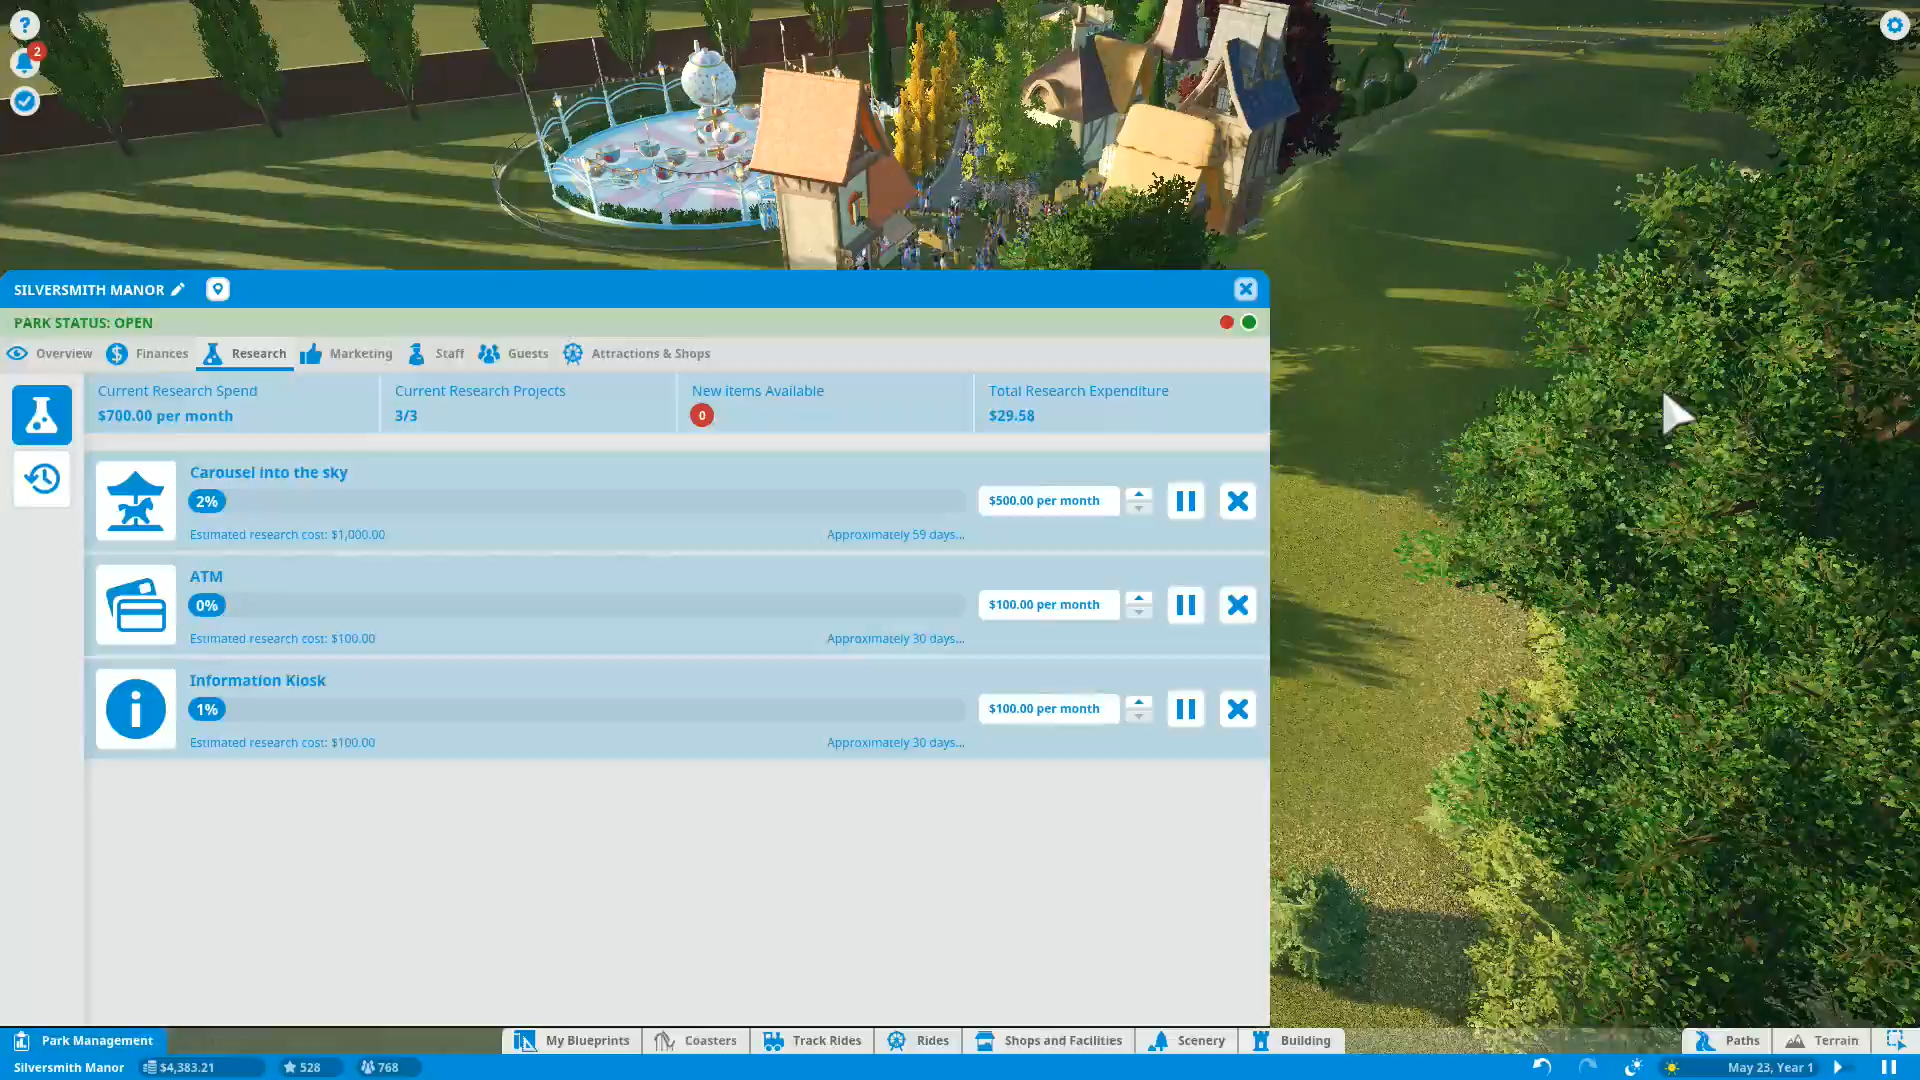 ?
2
SILVERSMITH MANOR
PARK STATUS: OPEN
Overview Finances Research Marketing Staff Guests Attractions & Shops
Current Research Spend Current Research Projects New items Available Total Research Expenditure
$700.00 per month 3/3 0 $29.58
Carousel into the sky
2% $500.00 per month
Estimated research cost: $1,000.00 Approximately 59 days...
ATM
0% $100.00 per month
Estimated research cost: $100.00 Approximately 30 days...
Information Kiosk
1% $100.00 per month
Estimated research cost: $100.00 Approximately 30 days...
Park Management My Blueprints Coasters Track Rides Rides Shops and Facilities Scenery Building Paths Terrain
Silversmith Manor $4,383.21 528 768 May 23, Year 1